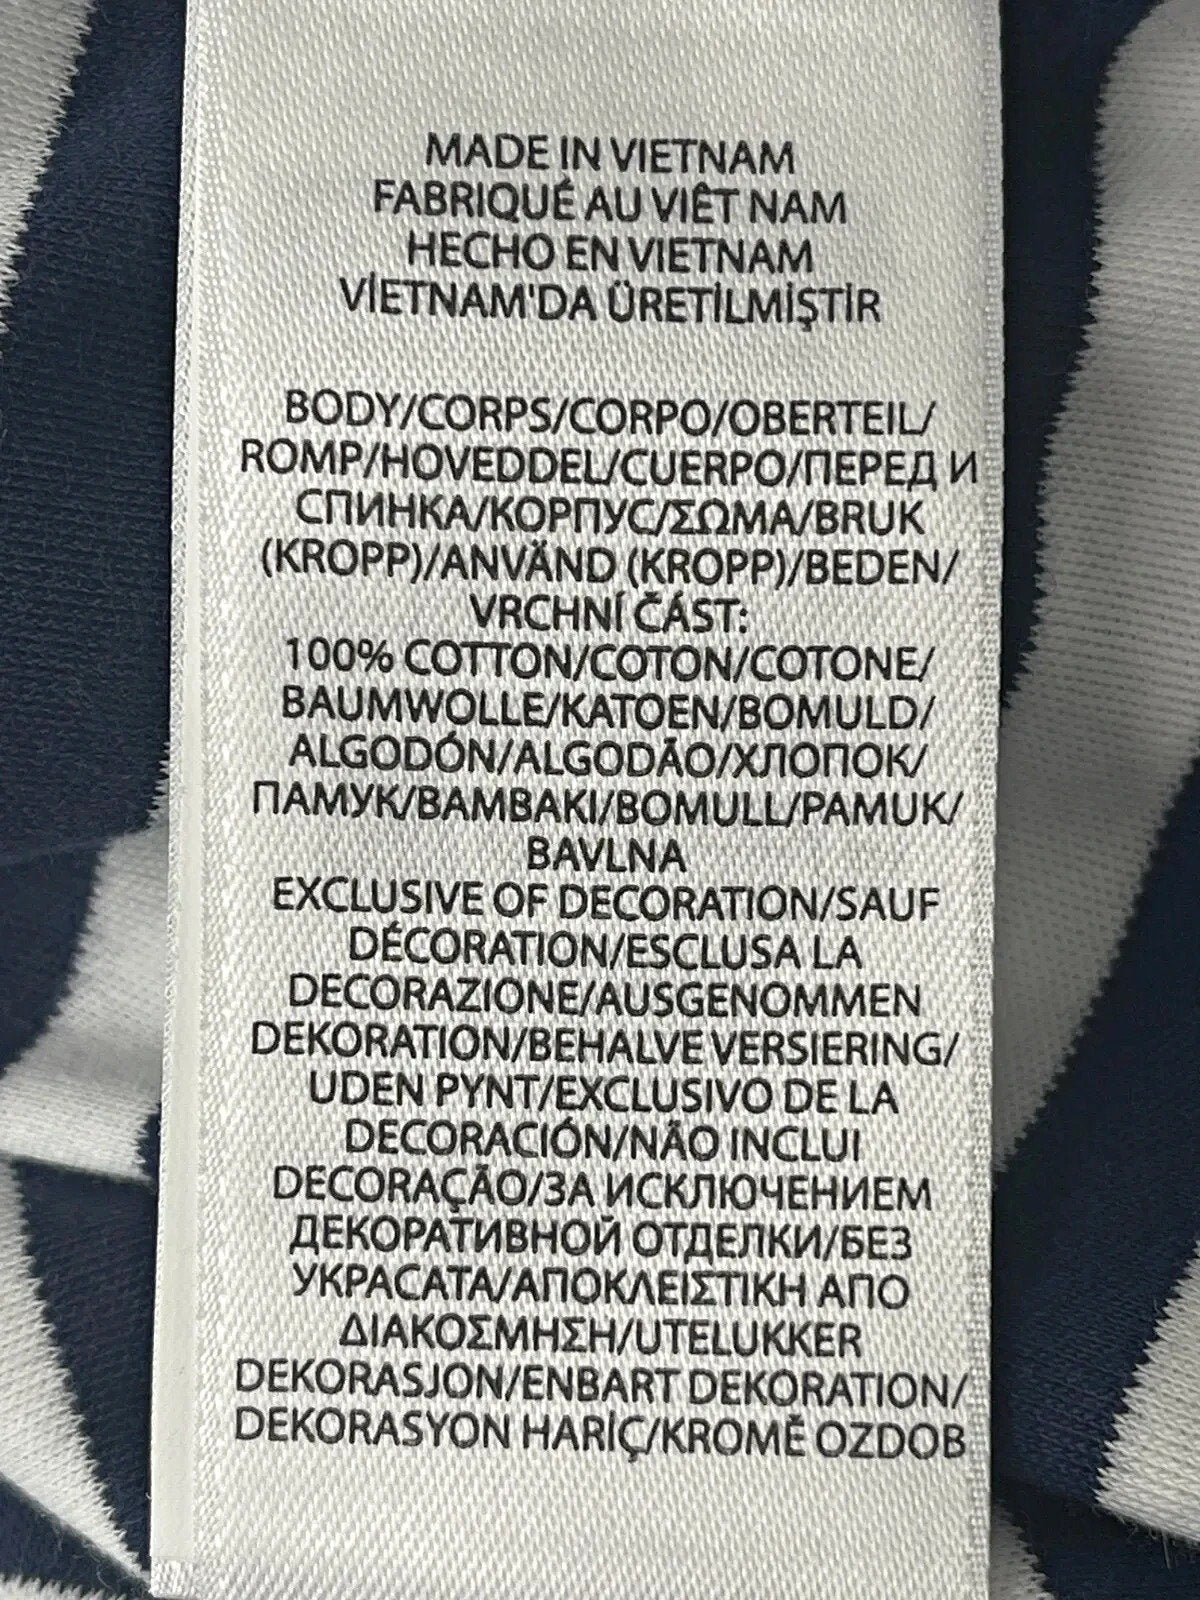 MADE IN VIETNAM
FABRIQUÉ AU VIÊT NAM
HECHO EN VIETNAM
VİETNAM'DA ÜRETİLMİŞTİR
BODY/CORPS/CORPO/OBERTEIL/
ROMP/HOVEDDEL/CUERPO/ПЕРЕД И
СПИНКА/КОРПУС/ΣΩΜΑ/BRUK
(KROPP)/ANVÄND (KROPP)/BEDEN/
VRCHNÍ ČÁST:
100% COTTON/COTON/COTONE/
BAUMWOLLE/KATOEN/BOMULD/
ALGODÓN/ALGODÃO/ХЛОПОК/
ПАМУК/ΒΑΜΒΑΚΙ/BOMULL/PAMUK/
BAVLNA
EXCLUSIVE OF DECORATION/SAUF
DÉCORATION/ESCLUSA LA
DECORAZIONE/AUSGENOMMEN
DEKORATION/BEHALVE VERSIERING/
UDEN PYNT/EXCLUSIVO DE LA
DECORACIÓN/NÃO INCLUI
DECORAÇÃO/ЗА ИСКЛЮЧЕНИЕМ
ДЕКОРАТИВНОЙ ОТДЕЛКИ/БЕЗ
УКРАСАТА/ΑΠΟΚΛΕΙΣΤΙΚΗ ΑΠΟ
ΔΙΑΚΟΣΜΗΣΗ/UTELUKKER
DEKORASJON/ENBART DEKORATION/
DEKORASYON HARİÇ/KROMĚ OZDOB